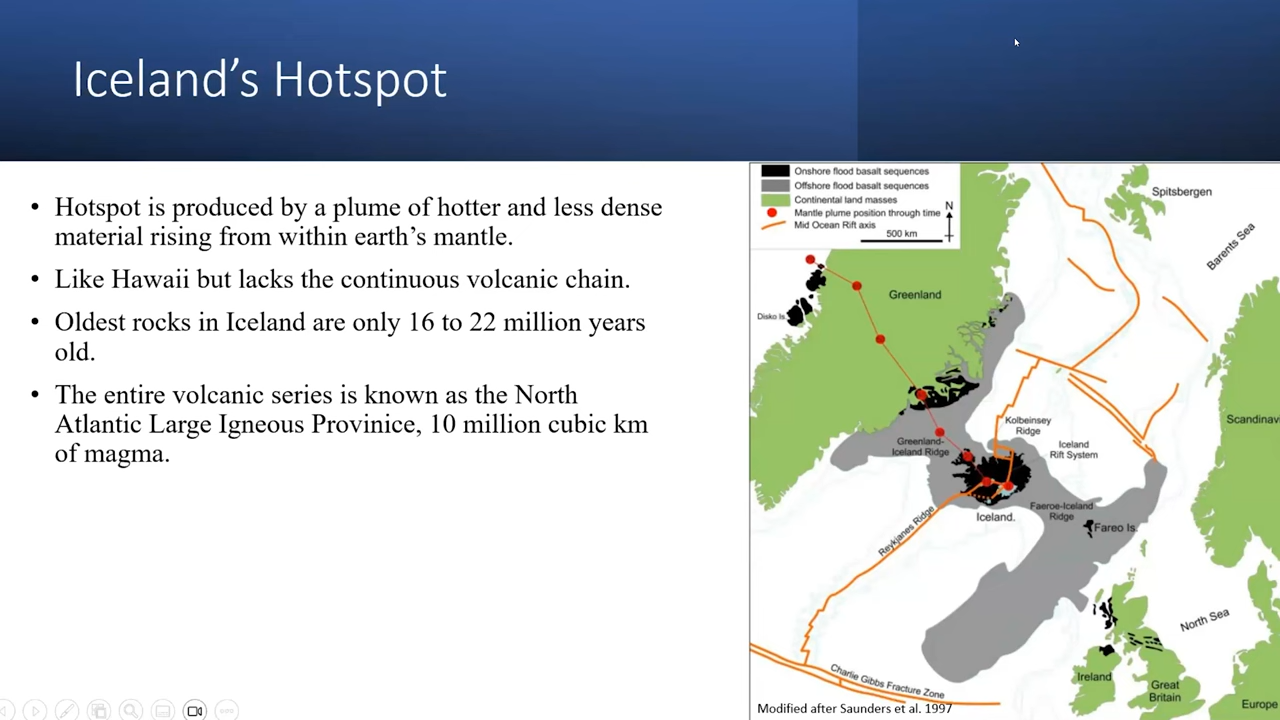 Iceland's Hotspot
• Hotspot is produced by a plume of hotter and less dense
material rising from within earth's mantle.
• Like Hawaii but lacks the continuous volcanic chain.
• Oldest rocks in Iceland are only 16 to 22 million years
old.
• The entire volcanic series is known as the North
Atlantic Large Igneous Provinice, 10 million cubic km
of magma.
Onshore flood basalt sequences
Offshore flood basalt sequences
Continental land masses
Mantle plume position through time
Mid Ocean Rift axis
500 km
N
Spitsbergen
Barents Sea
Greenland
Disko Is.
Scandinavi
Kolbeinsey
Ridge
Greenland-
Iceland Ridge
Iceland
Rift System
Faeroe-Iceland
Ridge
Iceland.
Fareo Is.
Reykjanes Ridge
North Sea
Charlie Gibbs Fracture Zone
Ireland
Great
Britain
Europe
Modified after Saunders et al. 1997